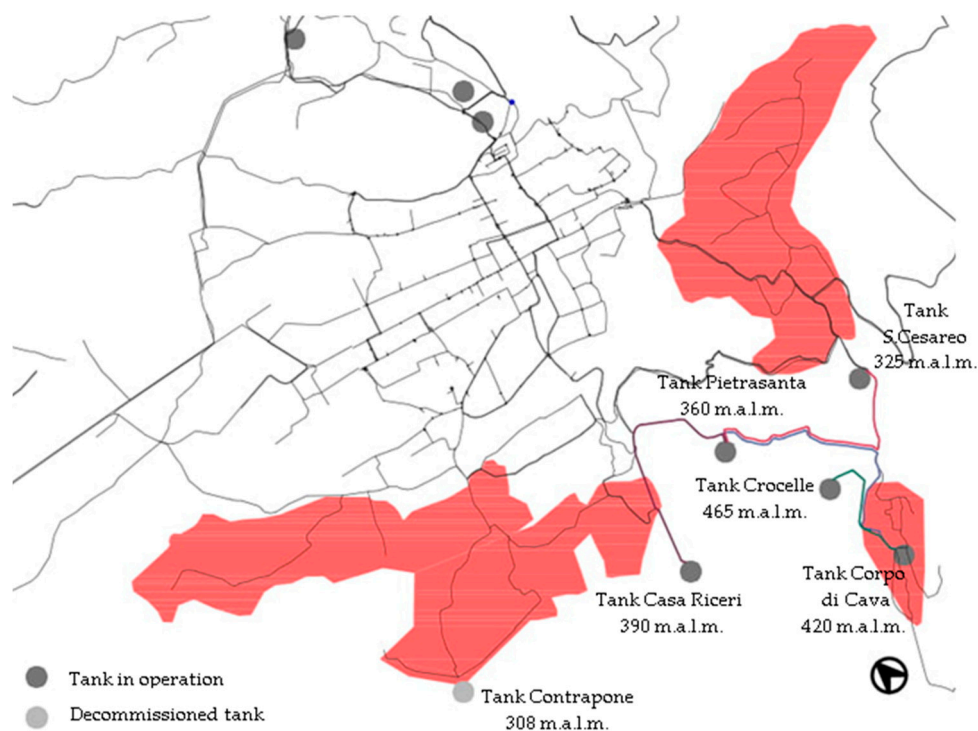 Tank
S.Cesareo
325 m.a.l.m.
Tank Pietrasanta
360 m.a.l.m.
Tank Crocelle
465 m.a.l.m.
Tank Corpo
di Cava
420 m.a.l.m.
Tank Casa Riceri
390 m.a.l.m.
Tank Contrapone
308 m.a.l.m.
Tank in operation
Decommissioned tank